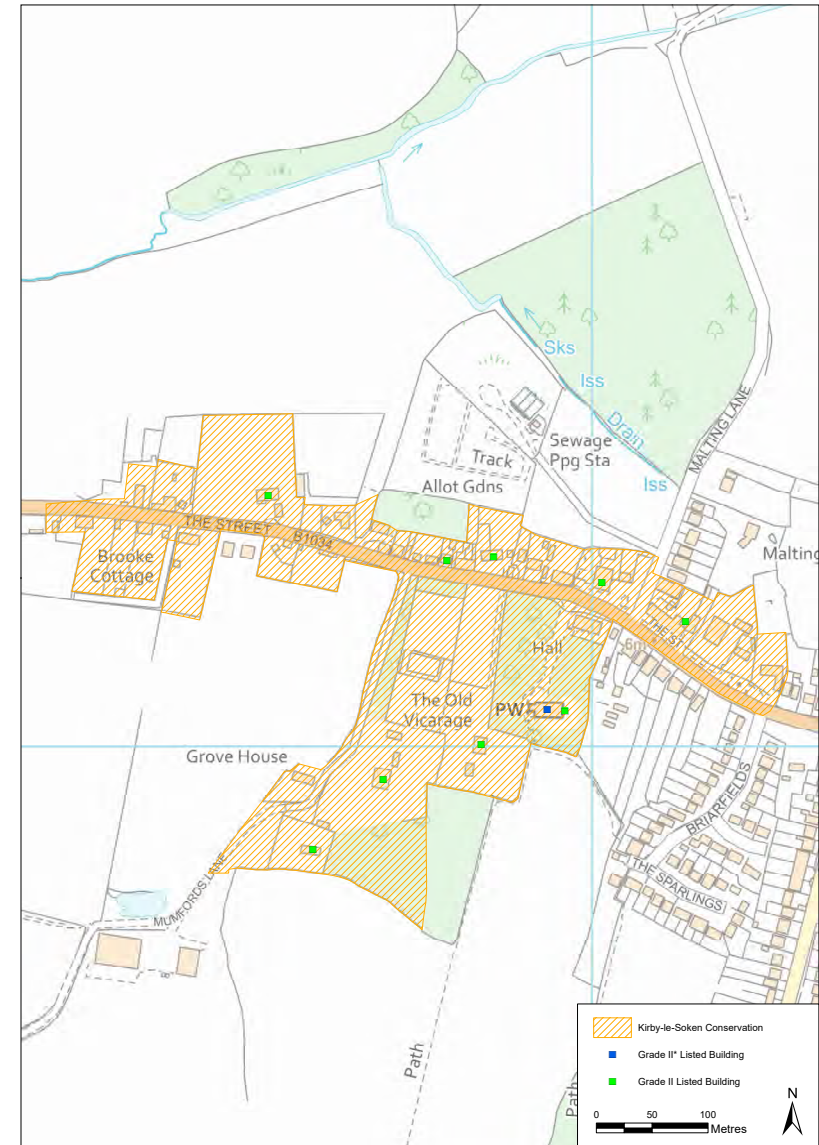 Sks
Iss
Drain
Iss
MALTING LANE
Sewage
Ppg Sta
Track
Allot Gdns
Malting
THE STREET
B1034
Brooke
Cottage
THE ST
6m
Hall
PW
The Old
Vicarage
Grove House
MUMFORDS LANE
BRIARFIELDS
THE SPARLINGS
Path
Path
Kirby-le-Soken Conservation
Grade II* Listed Building
Grade II Listed Building
N
0 50 100
Metres